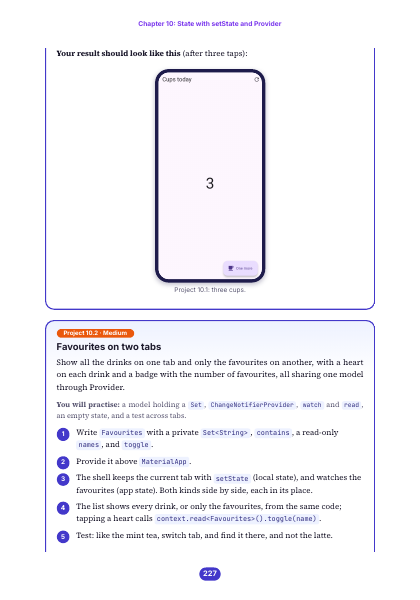 Chapter 10: State with setState and Provider
Your result should look like this (after three taps):
Cups today
3
One more
Project 10.1: three cups.
Project 10.2 · Medium
Favourites on two tabs
Show all the drinks on one tab and only the favourites on another, with a heart
on each drink and a badge with the number of favourites, all sharing one model
through Provider.
You will practise: a model holding a Set, ChangeNotifierProvider, watch and read,
an empty state, and a test across tabs.
1 Write Favourites with a private Set<String>, contains, a read-only
names, and toggle.
2 Provide it above MaterialApp.
3 The shell keeps the current tab with setState (local state), and watches the
favourites (app state). Both kinds side by side, each in its place.
4 The list shows every drink, or only the favourites, from the same code;
tapping a heart calls context.read<Favourites>().toggle(name).
5 Test: like the mint tea, switch tab, and find it there, and not the latte.
227